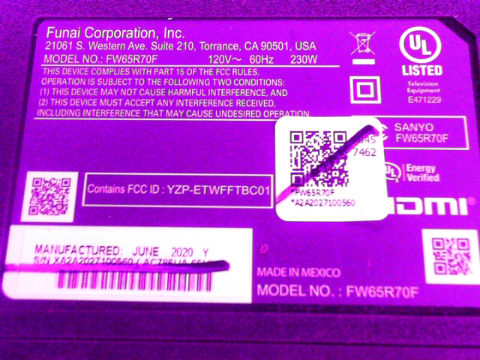 Funai Corporation, Inc.
21061 S. Western Ave. Suite 210, Torrance, CA 90501, USA
MODEL NO.: FW65R70F 120V~ 60Hz 230W
THIS DEVICE COMPLIES WITH PART 15 OF THE FCC RULES.
OPERATION IS SUBJECT TO THE FOLLOWING TWO CONDITIONS:
(1) THIS DEVICE MAY NOT CAUSE HARMFUL INTERFERENCE, AND
(2) THIS DEVICE MUST ACCEPT ANY INTERFERENCE RECEIVED,
INCLUDING INTERFERENCE THAT MAY CAUSE UNDESIRED OPERATION.
UL
LISTED
Television
Equipment
E471229
SANYO
FW65R70F
7462
UL Energy
Verified
*FW65R70F
*A2A2027100560
Contains FCC ID : YZP-ETWFFTBC01
HDMI
MANUFACTURED: JUNE 2020 Y
S/N XA2A2027100560
MADE IN MEXICO
MODEL NO. : FW65R70F